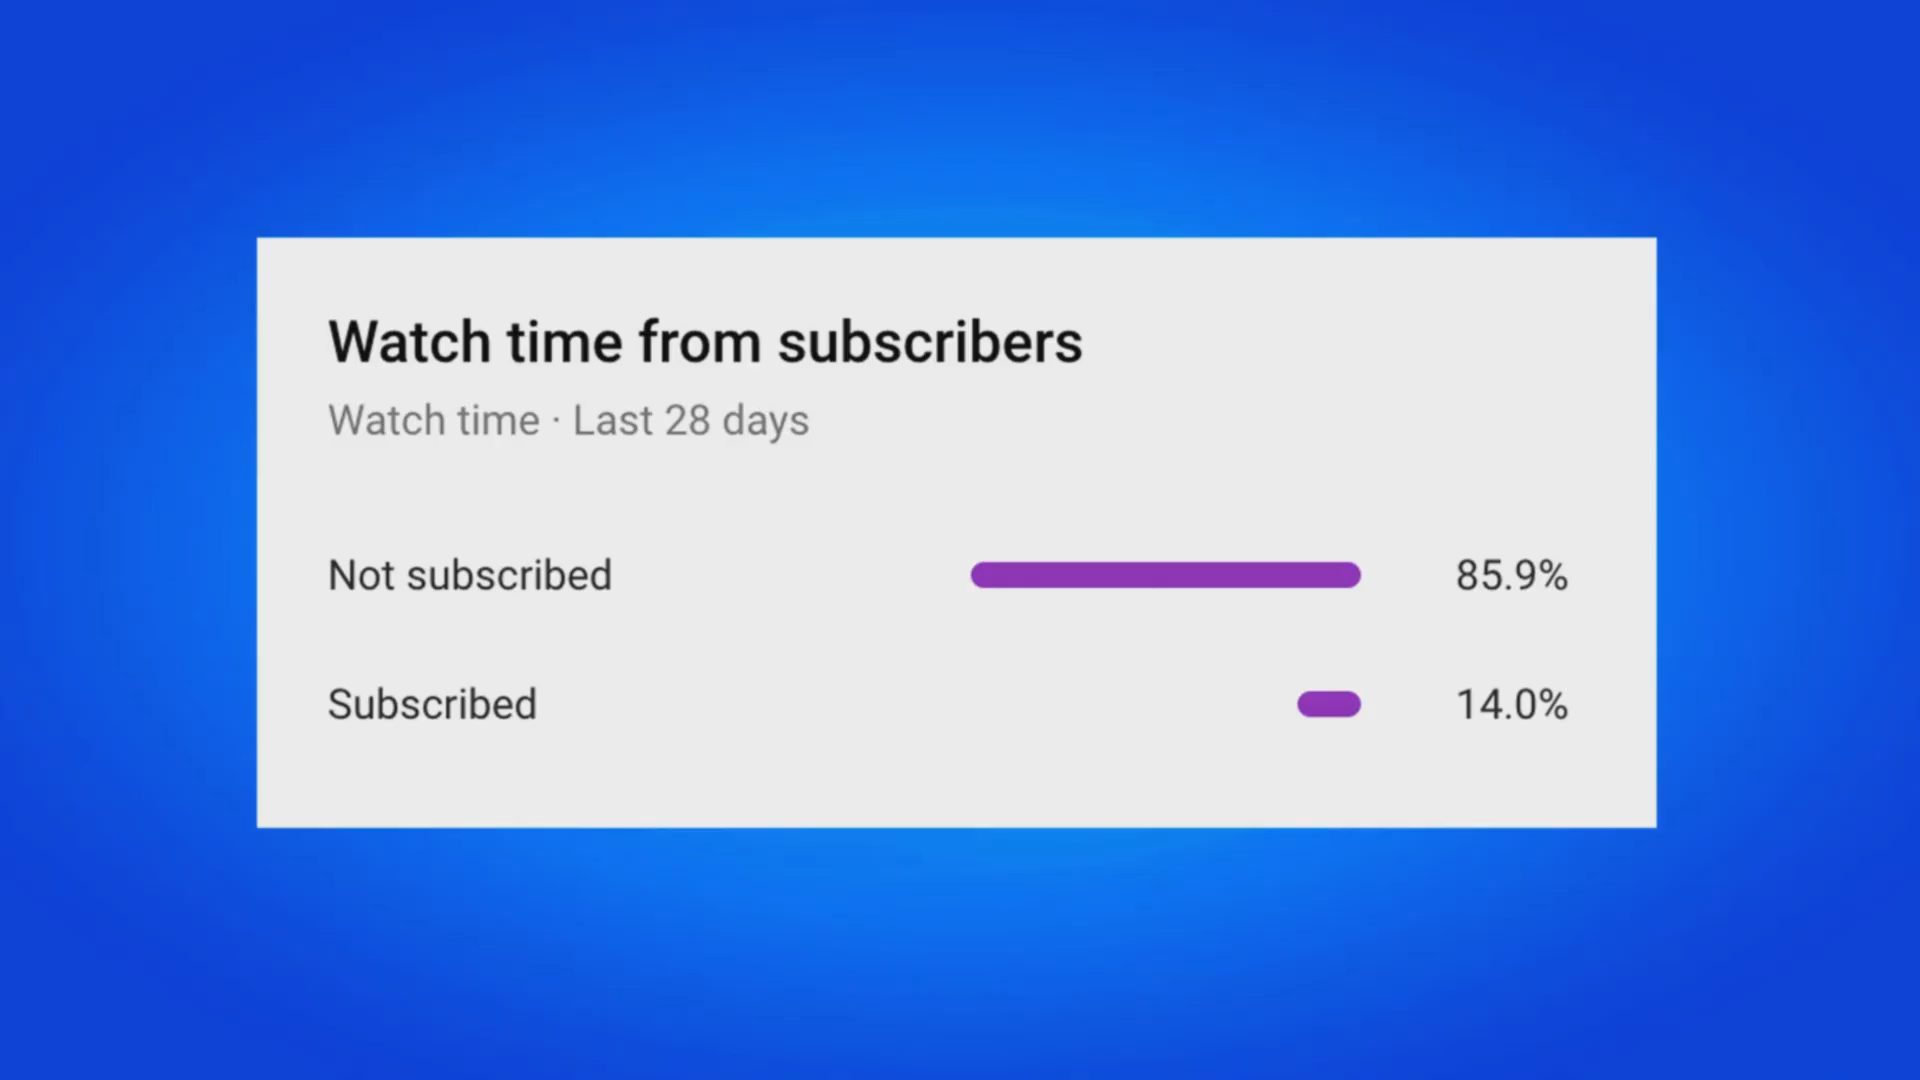 Watch time from subscribers
Watch time · Last 28 days
Not subscribed 85.9%
Subscribed 14.0%